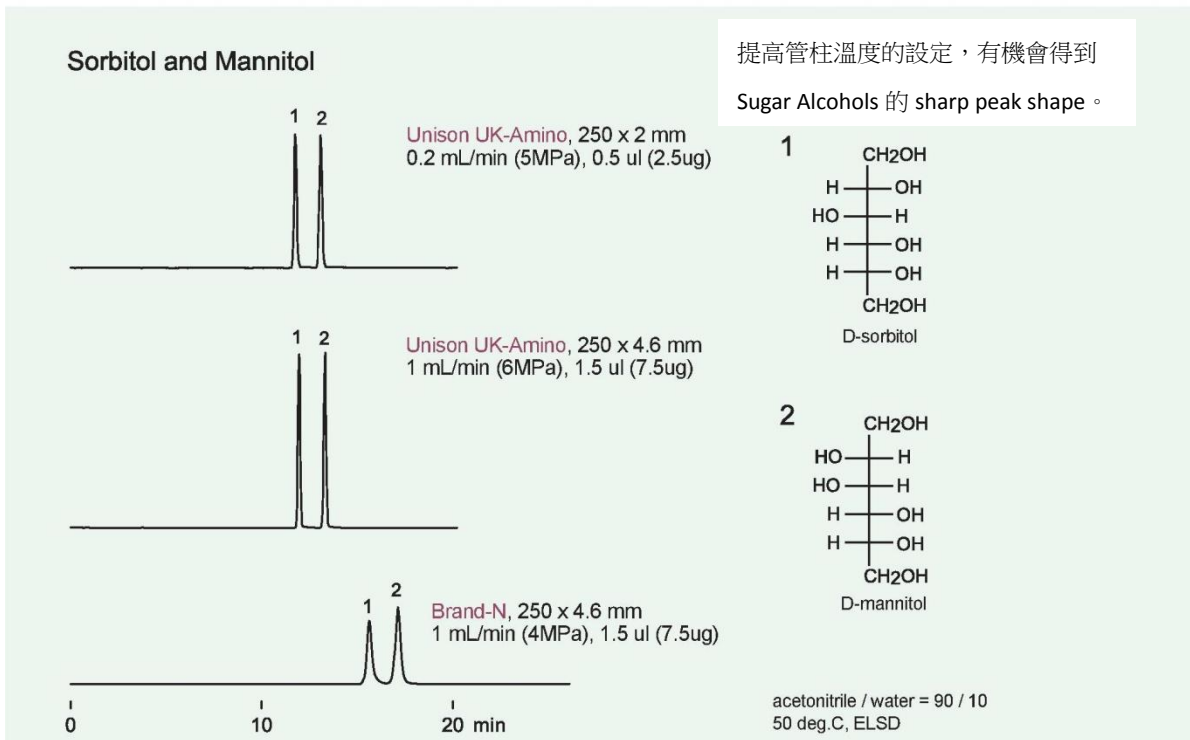 Sorbitol and Mannitol
提高管柱溫度的設定，有機會得到
Sugar Alcohols 的 sharp peak shape。
1 2
Unison UK-Amino, 250 x 2 mm
0.2 mL/min (5MPa), 0.5 ul (2.5ug)
1 2
Unison UK-Amino, 250 x 4.6 mm
1 mL/min (6MPa), 1.5 ul (7.5ug)
1 2
Brand-N, 250 x 4.6 mm
1 mL/min (4MPa), 1.5 ul (7.5ug)
0 10 20 min
1
CH2OH
H OH
HO H
H OH
H OH
CH2OH
D-sorbitol
2
CH2OH
HO H
HO H
H OH
H OH
CH2OH
D-mannitol
acetonitrile / water = 90 / 10
50 deg.C, ELSD